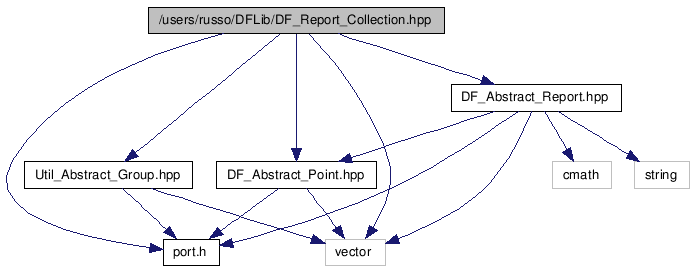 /users/russo/DFLib/DF_Report_Collection.hpp
DF_Abstract_Report.hpp
Util_Abstract_Group.hpp
DF_Abstract_Point.hpp
cmath
string
port.h
vector